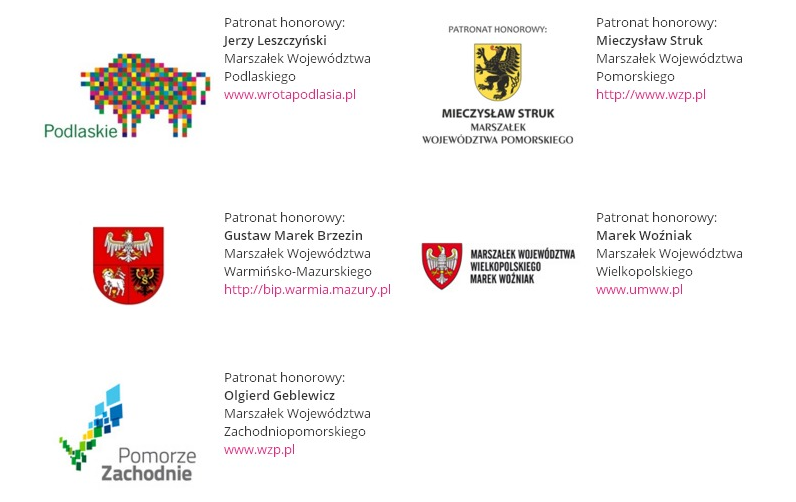 Patronat honorowy:
Jerzy Leszczyński
Marszałek Województwa
Podlaskiego
www.wrotapodlasia.pl
Podlaskie
PATRONAT HONOROWY:
MIECZYSŁAW STRUK
MARSZAŁEK
WOJEWÓDZTWA POMORSKIEGO
Patronat honorowy:
Mieczysław Struk
Marszałek Województwa
Pomorskiego
http://www.wzp.pl
Patronat honorowy:
Gustaw Marek Brzezin
Marszałek Województwa
Warmińsko-Mazurskiego
http://bip.warmia.mazury.pl
MARSZAŁEK WOJEWÓDZTWA
WIELKOPOLSKIEGO
MAREK WOŹNIAK
Patronat honorowy:
Marek Woźniak
Marszałek Województwa
Wielkopolskiego
www.umww.pl
Pomorze
Zachodnie
Patronat honorowy:
Olgierd Geblewicz
Marszałek Województwa
Zachodniopomorskiego
www.wzp.pl